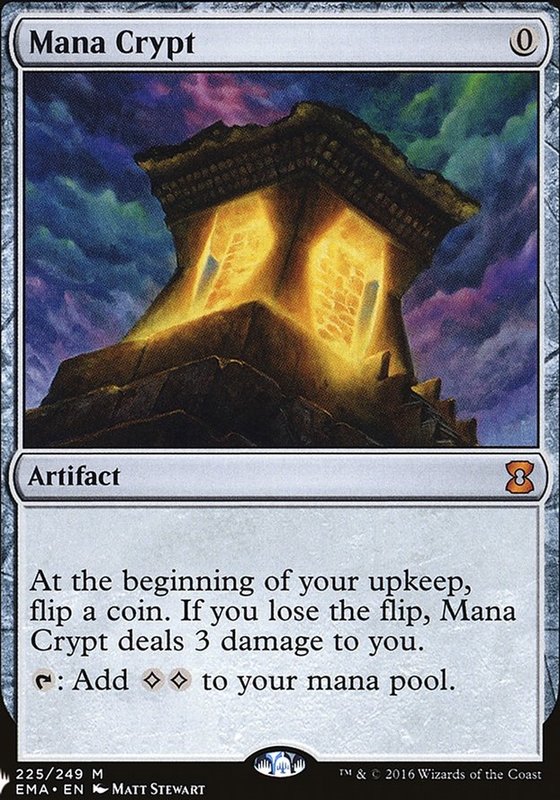 Mana Crypt 0
Artifact
At the beginning of your upkeep,
flip a coin. If you lose the flip, Mana
Crypt deals 3 damage to you.
: Add to your mana pool.
225/249 M
EMA • EN Matt Stewart
™ & © 2016 Wizards of the Coast